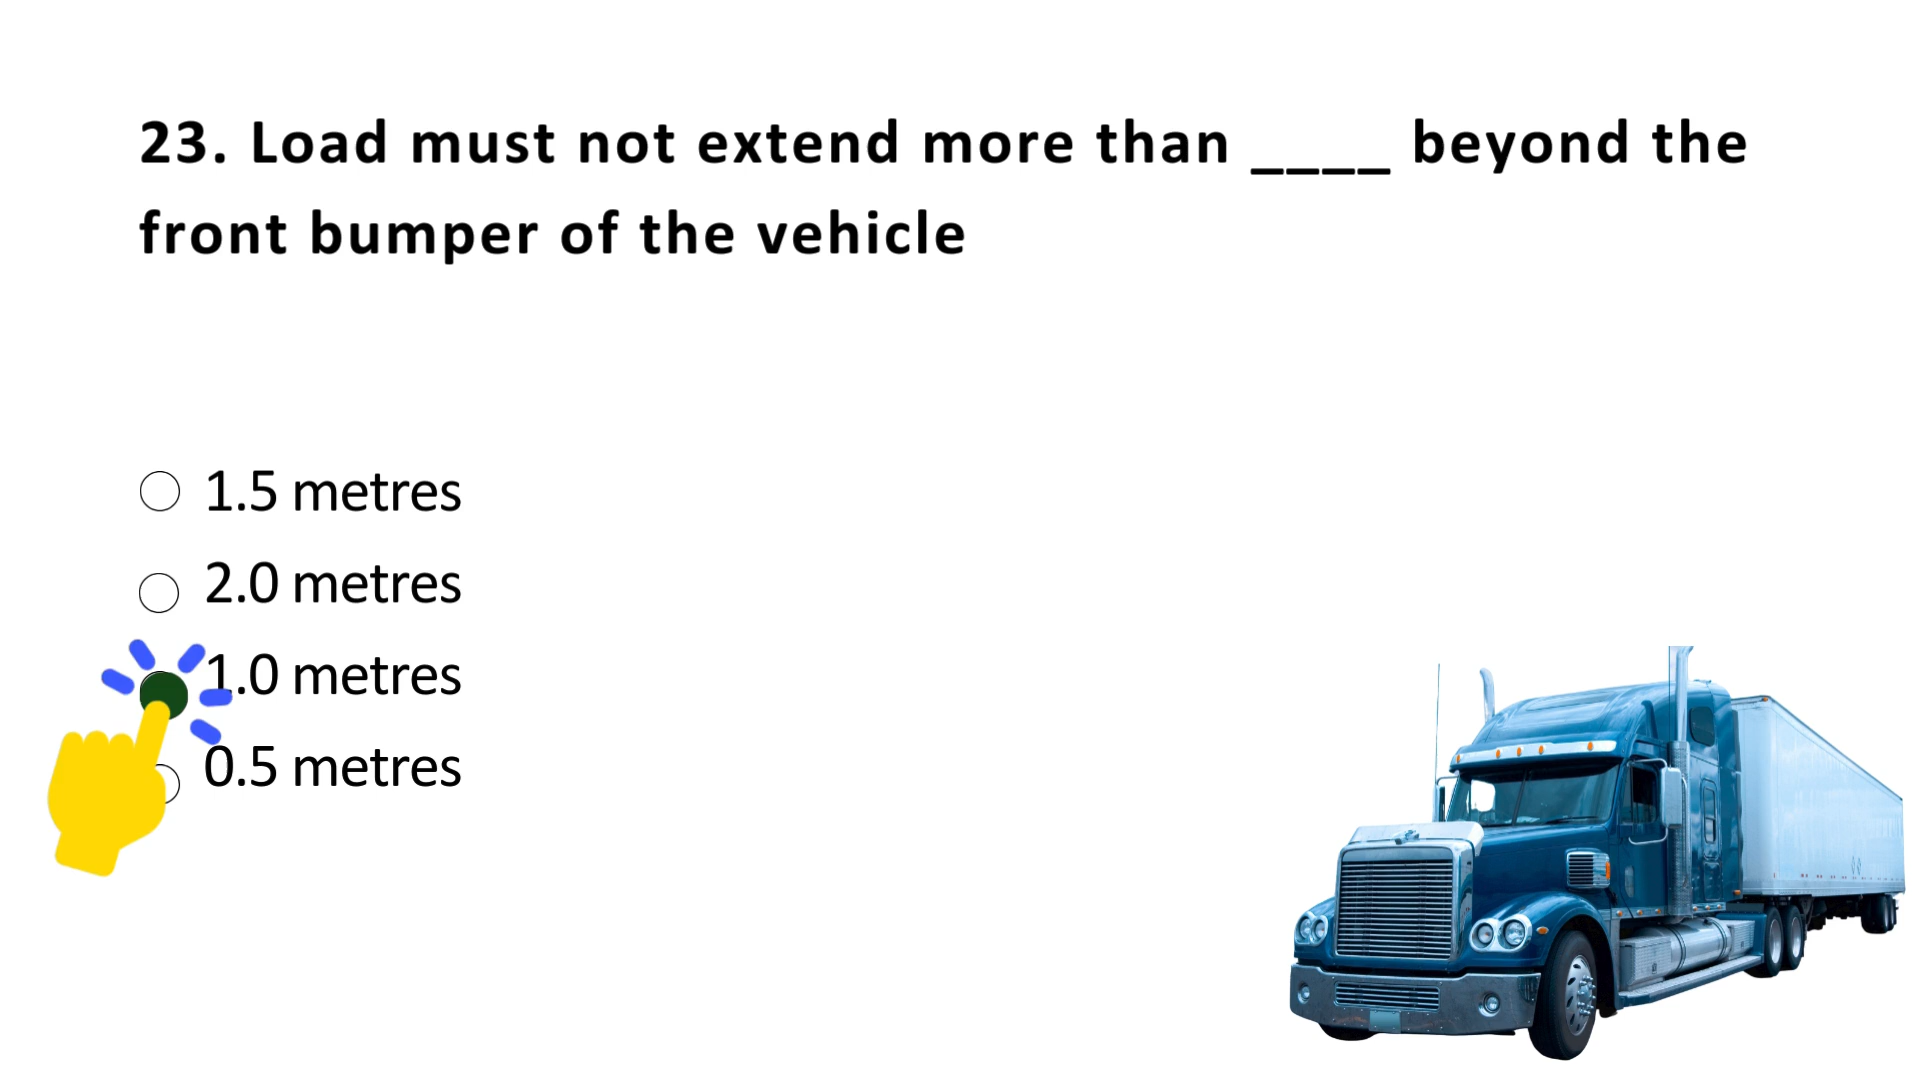 23. Load must not extend more than ____ beyond the
front bumper of the vehicle
1.5 metres
2.0 metres
1.0 metres
0.5 metres